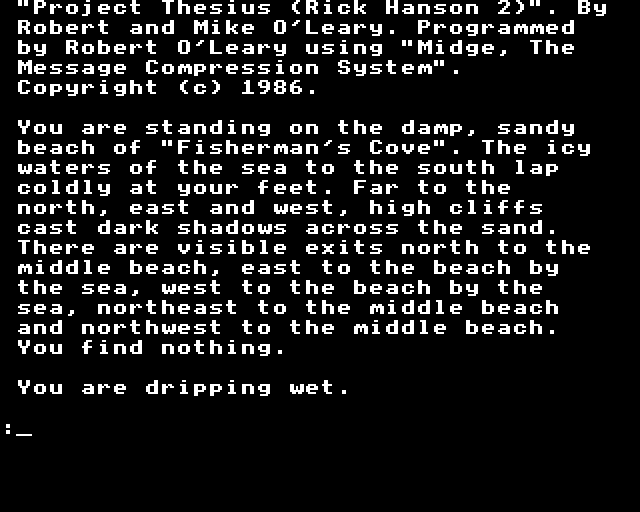 "Project Thesius (Rick Hanson 2)". By
Robert and Mike O'Leary. Programmed
by Robert O'Leary using "Midge, The
Message Compression System".
Copyright (c) 1986.
You are standing on the damp, sandy
beach of "Fisherman's Cove". The icy
waters of the sea to the south lap
coldly at your feet. Far to the
north, east and west, high cliffs
cast dark shadows across the sand.
There are visible exits north to the
middle beach, east to the beach by
the sea, west to the beach by the
sea, northeast to the middle beach
and northwest to the middle beach.
You find nothing.
You are dripping wet.
:_